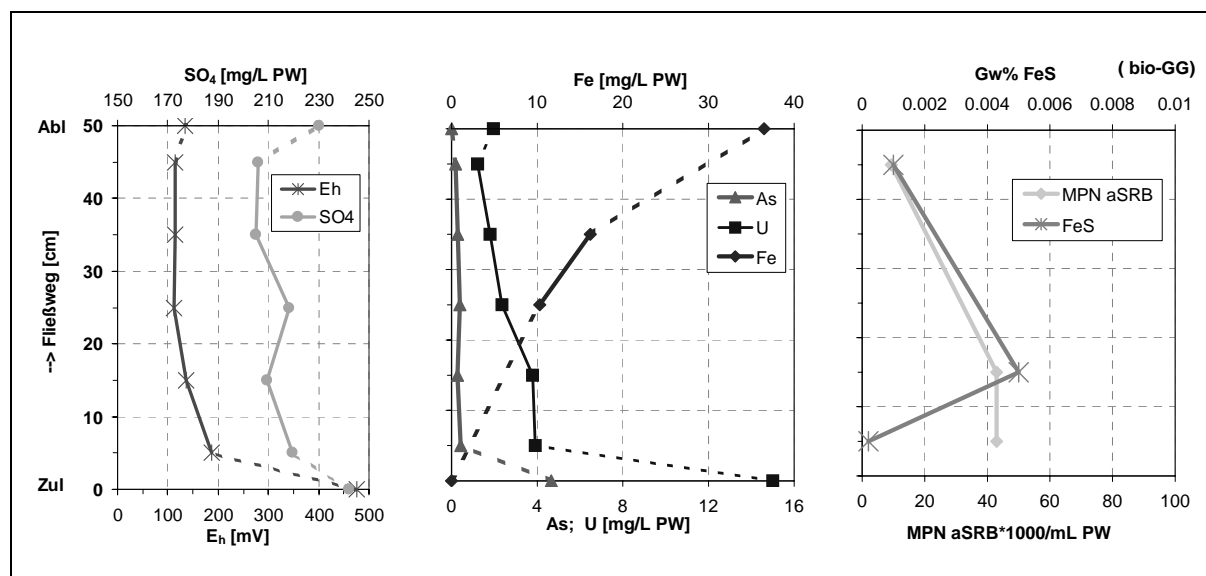 SO₄ [mg/L PW]
150 170 190 210 230 250
Abl 50
40
30
20
10
Zul 0
--> Fließweg [cm]
Eh
SO4
0 100 200 300 400 500
Eₕ [mV]
Fe [mg/L PW]
0 10 20 30 40
As
U
Fe
0 4 8 12 16
As; U [mg/L PW]
Gw% FeS ( bio-GG)
0 0.002 0.004 0.006 0.008 0.01
MPN aSRB
FeS
0 20 40 60 80 100
MPN aSRB*1000/mL PW